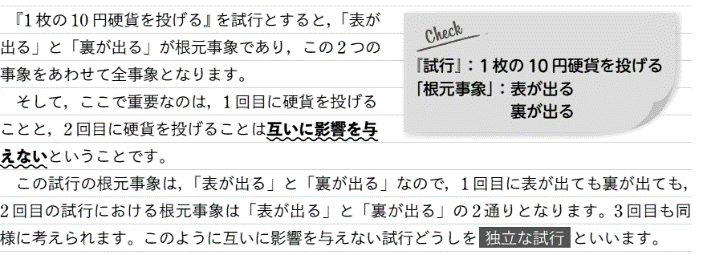 『1枚の10円硬貨を投げる』を試行とすると，「表が
出る」と「裏が出る」が根元事象であり，この2つの
事象をあわせて全事象となります。
そして，ここで重要なのは，1回目に硬貨を投げる
ことと，2回目に硬貨を投げることは互いに影響を与
えないということです。
Check
『試行』：1枚の10円硬貨を投げる
「根元事象」：表が出る
裏が出る
この試行の根元事象は，「表が出る」と「裏が出る」なので，1回目に表が出ても裏が出ても，
2回目の試行における根元事象は「表が出る」と「裏が出る」の2通りとなります。3回目も同
様に考えられます。このように互いに影響を与えない試行どうしを 独立な試行 といいます。